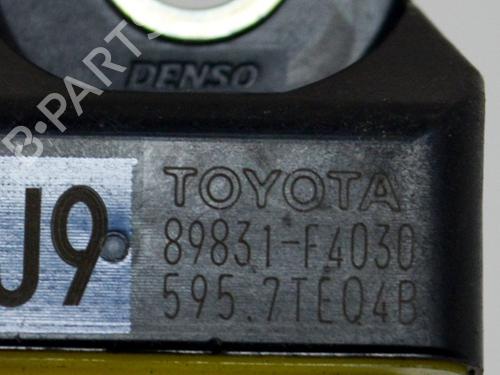 B-PARTS
DENSO
TOYOTA
J9
89831-F4030
595.7TEQ4B